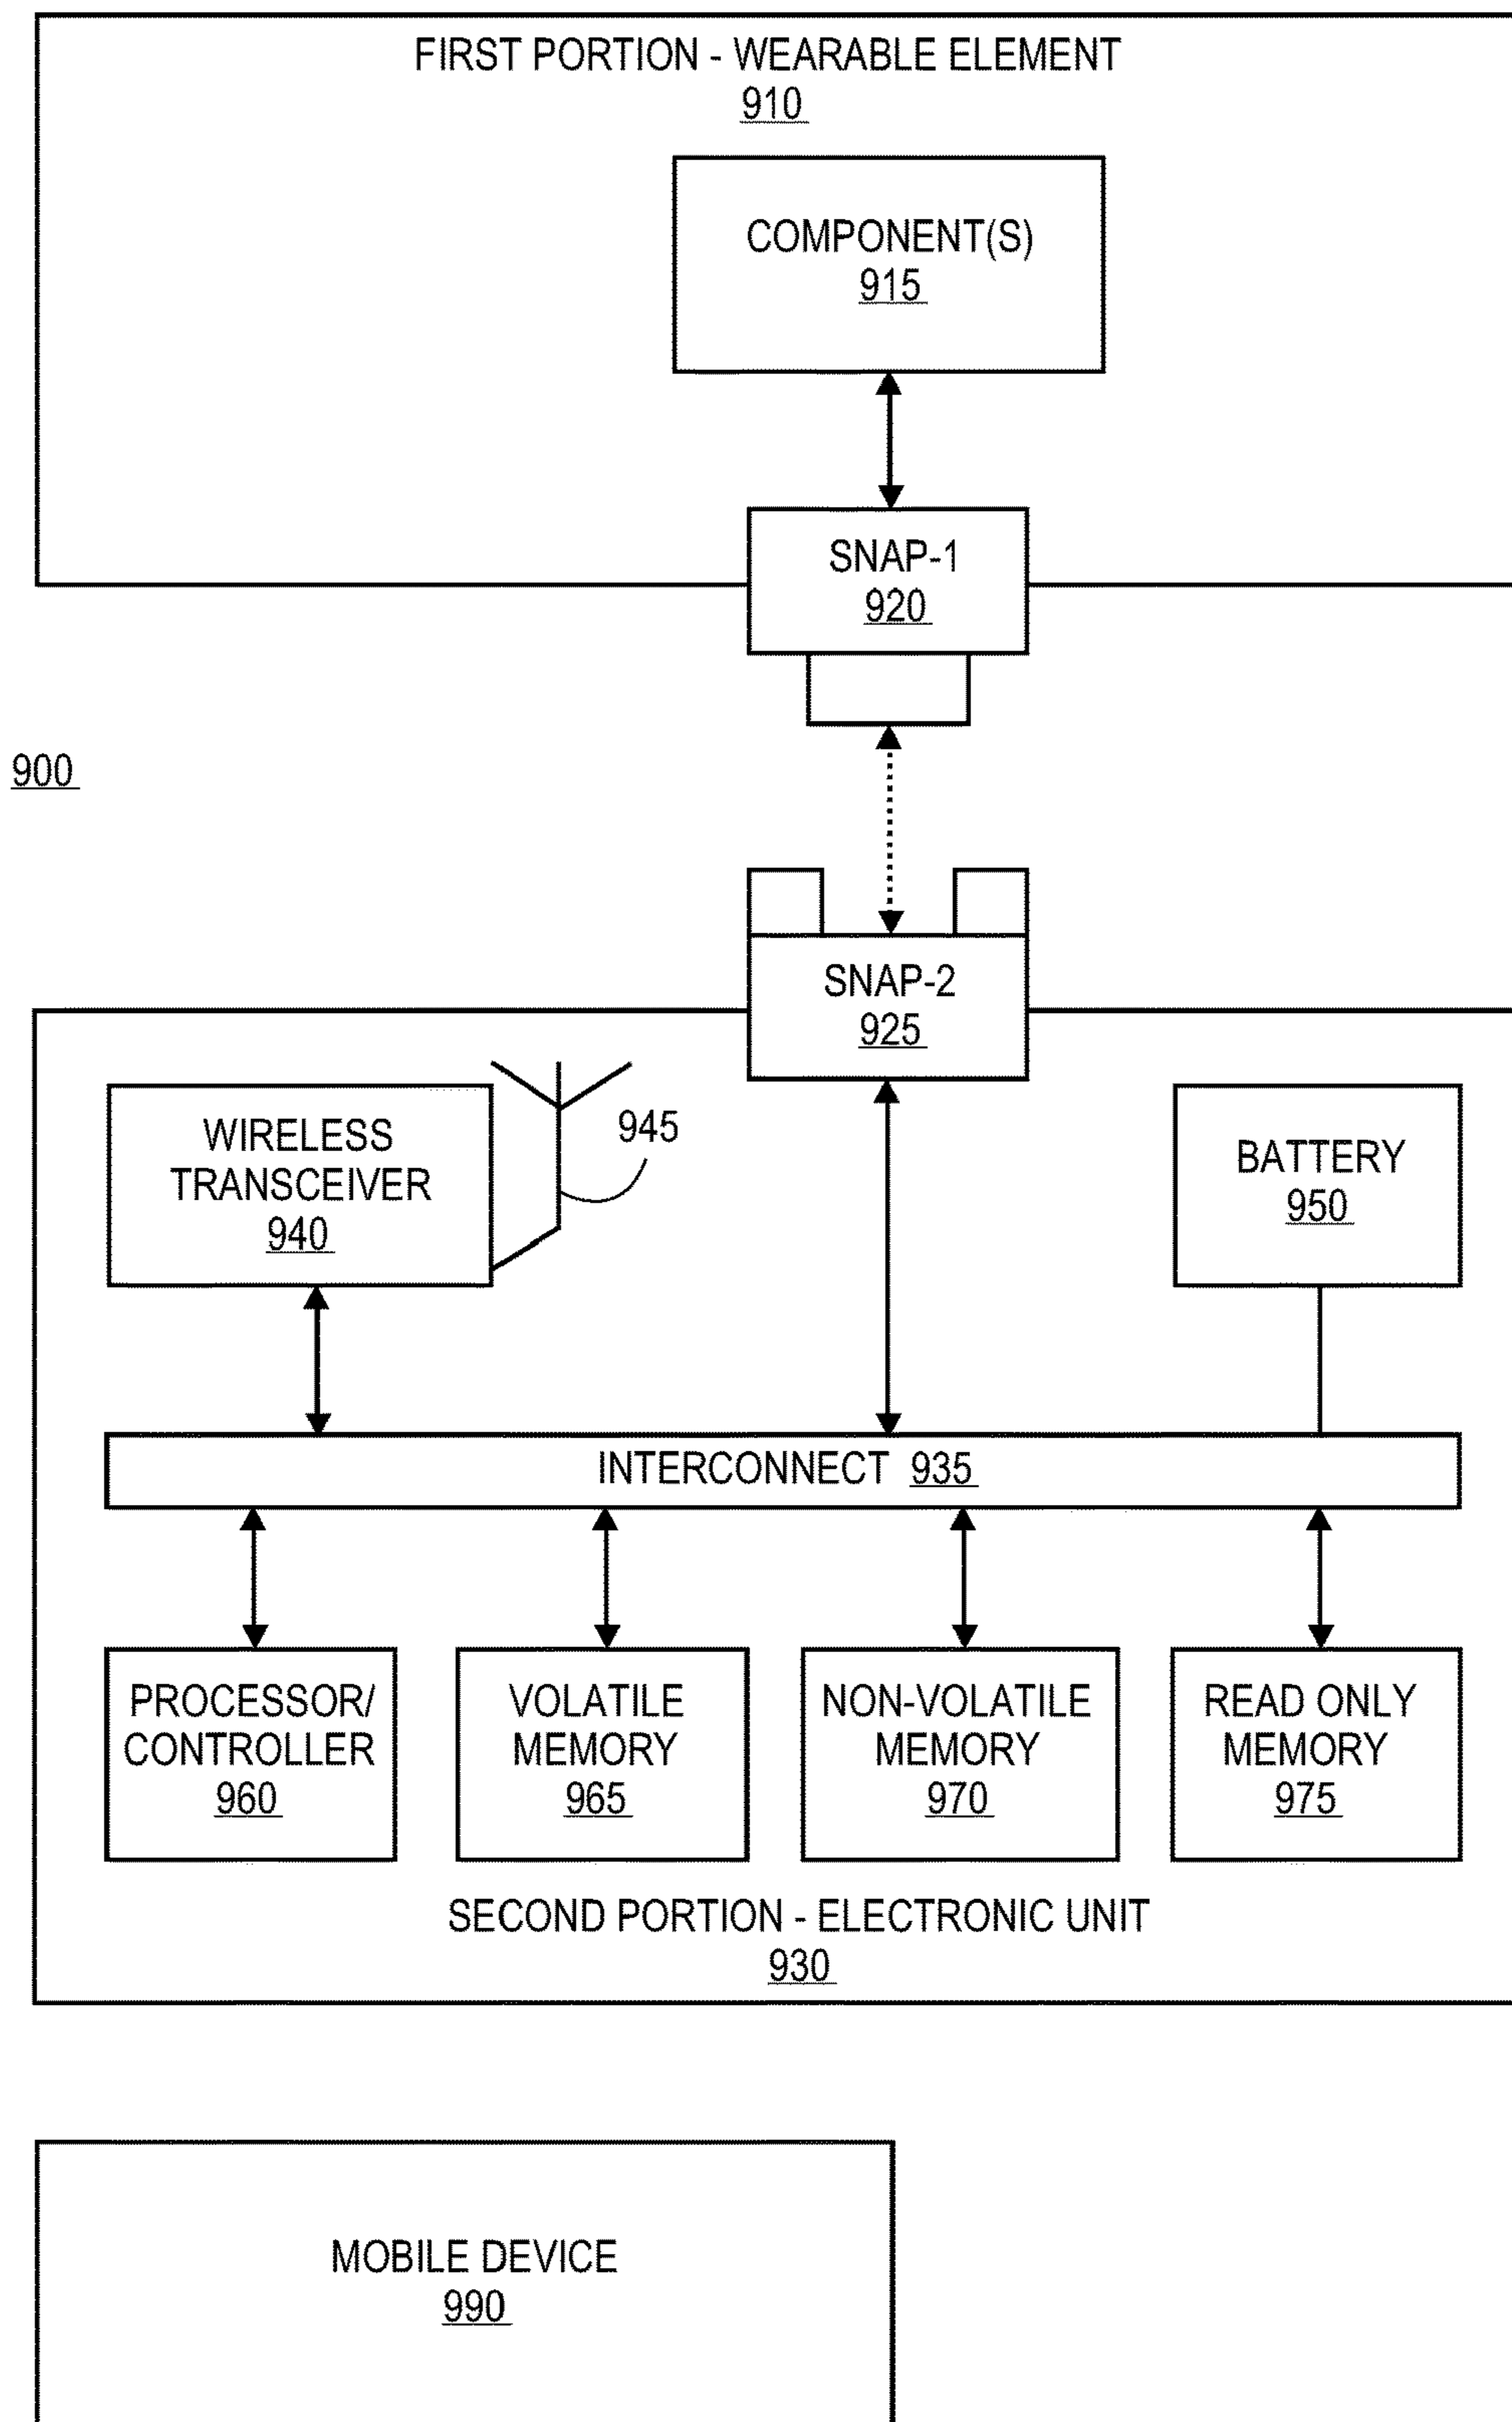 FIRST PORTION - WEARABLE ELEMENT
910
COMPONENT(S)
915
SNAP-1
920
900
SNAP-2
925
WIRELESS
TRANSCEIVER
940
945
BATTERY
950
INTERCONNECT 935
PROCESSOR/
CONTROLLER
960
VOLATILE
MEMORY
965
NON-VOLATILE
MEMORY
970
READ ONLY
MEMORY
975
SECOND PORTION - ELECTRONIC UNIT
930
MOBILE DEVICE
990